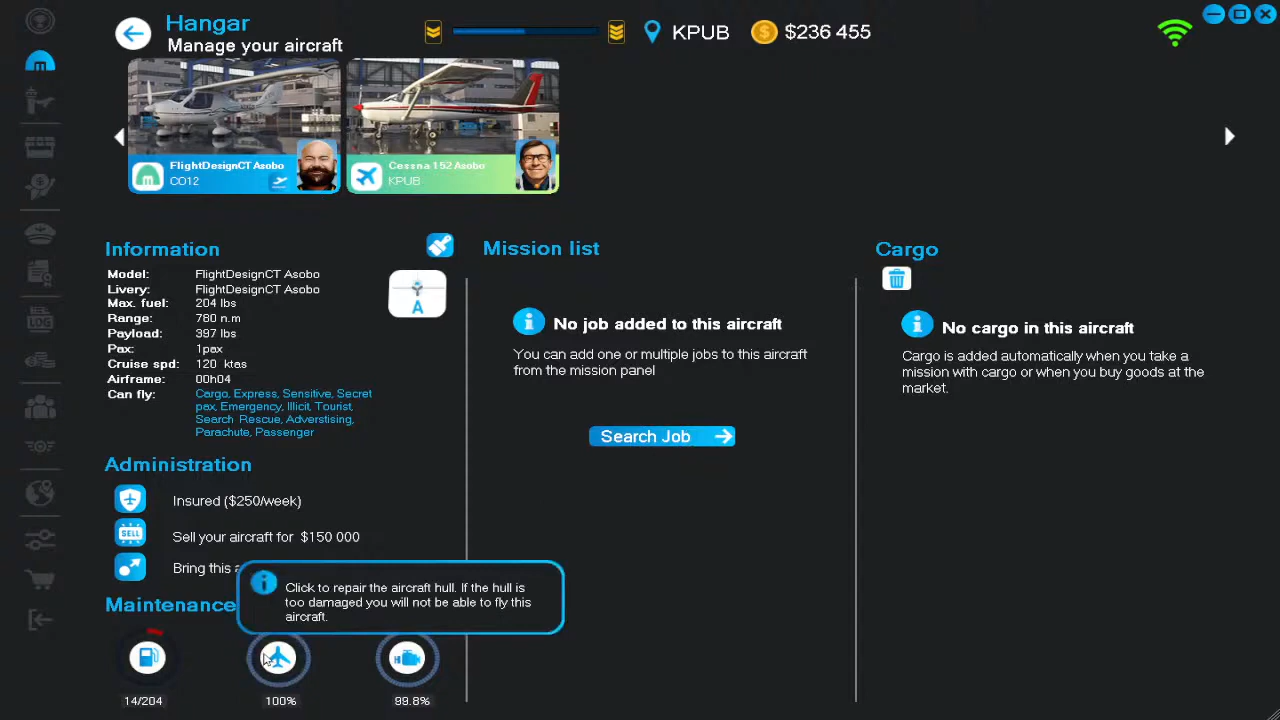 Hangar
Manage your aircraft
KPUB
$236 455
FlightDesignCT Asobo
CO12
Cessna 152 Asobo
KPUB
Information
Model: FlightDesignCT Asobo
Livery: FlightDesignCT Asobo
Max. fuel: 204 lbs
Range: 780 n.m
Payload: 397 lbs
Pax: 1pax
Cruise spd: 120 ktas
Airframe: 00h04
Can fly: Cargo, Express, Sensitive, Secret
pax, Emergency, Illicit, Tourist,
Search Rescue, Adverstising,
Parachute, Passenger
A
Mission list
No job added to this aircraft
You can add one or multiple jobs to this aircraft
from the mission panel
Search Job
Cargo
No cargo in this aircraft
Cargo is added automatically when you take a
mission with cargo or when you buy goods at the
market.
Administration
Insured ($250/week)
SELL
Sell your aircraft for $150 000
Bring this a
Click to repair the aircraft hull. If the hull is
too damaged you will not be able to fly this
aircraft.
Maintenance
14/204
100%
99.8%
LOG